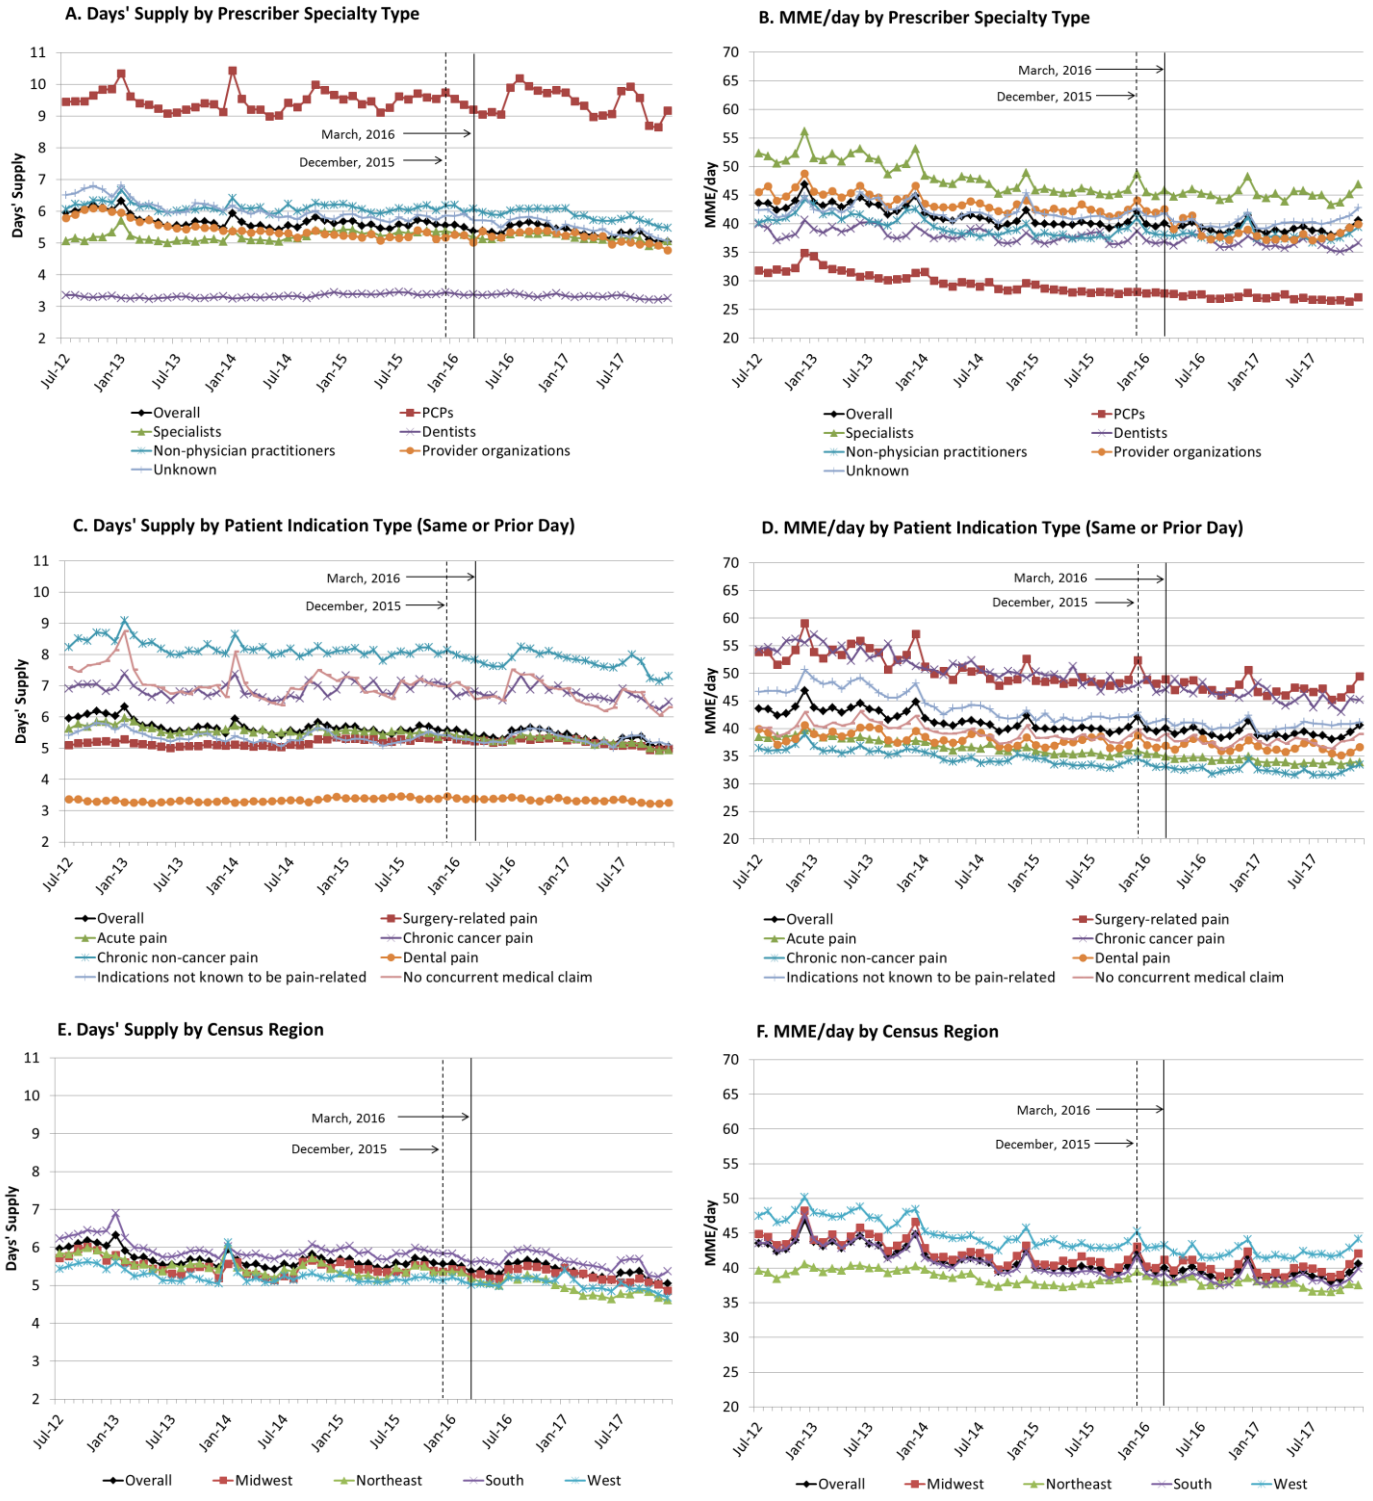 A. Days' Supply by Prescriber Specialty Type
11
10
9
8
7
6
5
4
3
2
Days' Supply
March, 2016
December, 2015
Jul-12 Jan-13 Jul-13 Jan-14 Jul-14 Jan-15 Jul-15 Jan-16 Jul-16 Jan-17 Jul-17
Overall PCPs
Specialists Dentists
Non-physician practitioners Provider organizations
Unknown
B. MME/day by Prescriber Specialty Type
70
65
60
55
50
45
40
35
30
25
20
MME/day
March, 2016
December, 2015
Jul-12 Jan-13 Jul-13 Jan-14 Jul-14 Jan-15 Jul-15 Jan-16 Jul-16 Jan-17 Jul-17
Overall PCPs
Specialists Dentists
Non-physician practitioners Provider organizations
Unknown
C. Days' Supply by Patient Indication Type (Same or Prior Day)
11
10
9
8
7
6
5
4
3
2
Days' Supply
March, 2016
December, 2015
Jul-12 Jan-13 Jul-13 Jan-14 Jul-14 Jan-15 Jul-15 Jan-16 Jul-16 Jan-17 Jul-17
Overall Surgery-related pain
Acute pain Chronic cancer pain
Chronic non-cancer pain Dental pain
Indications not known to be pain-related No concurrent medical claim
D. MME/day by Patient Indication Type (Same or Prior Day)
70
65
60
55
50
45
40
35
30
25
20
MME/day
March, 2016
December, 2015
Jul-12 Jan-13 Jul-13 Jan-14 Jul-14 Jan-15 Jul-15 Jan-16 Jul-16 Jan-17 Jul-17
Overall Surgery-related pain
Acute pain Chronic cancer pain
Chronic non-cancer pain Dental pain
Indications not known to be pain-related No concurrent medical claim
E. Days' Supply by Census Region
11
10
9
8
7
6
5
4
3
2
Days' Supply
March, 2016
December, 2015
Jul-12 Jan-13 Jul-13 Jan-14 Jul-14 Jan-15 Jul-15 Jan-16 Jul-16 Jan-17 Jul-17
Overall Midwest Northeast South West
F. MME/day by Census Region
70
65
60
55
50
45
40
35
30
25
20
MME/day
March, 2016
December, 2015
Jul-12 Jan-13 Jul-13 Jan-14 Jul-14 Jan-15 Jul-15 Jan-16 Jul-16 Jan-17 Jul-17
Overall Midwest Northeast South West